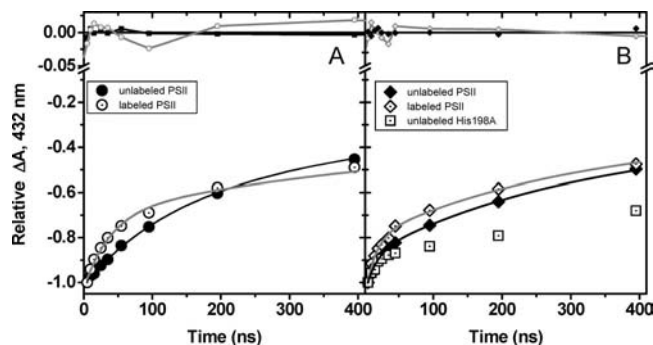 0.00
-0.05
A
B
unlabeled PSII
labeled PSII
unlabeled PSII
labeled PSII
unlabeled His198A
Relative ΔA, 432 nm
-0.4
-0.6
-0.8
-1.0
0 100 200 300 400 0 100 200 300 400
Time (ns) Time (ns)